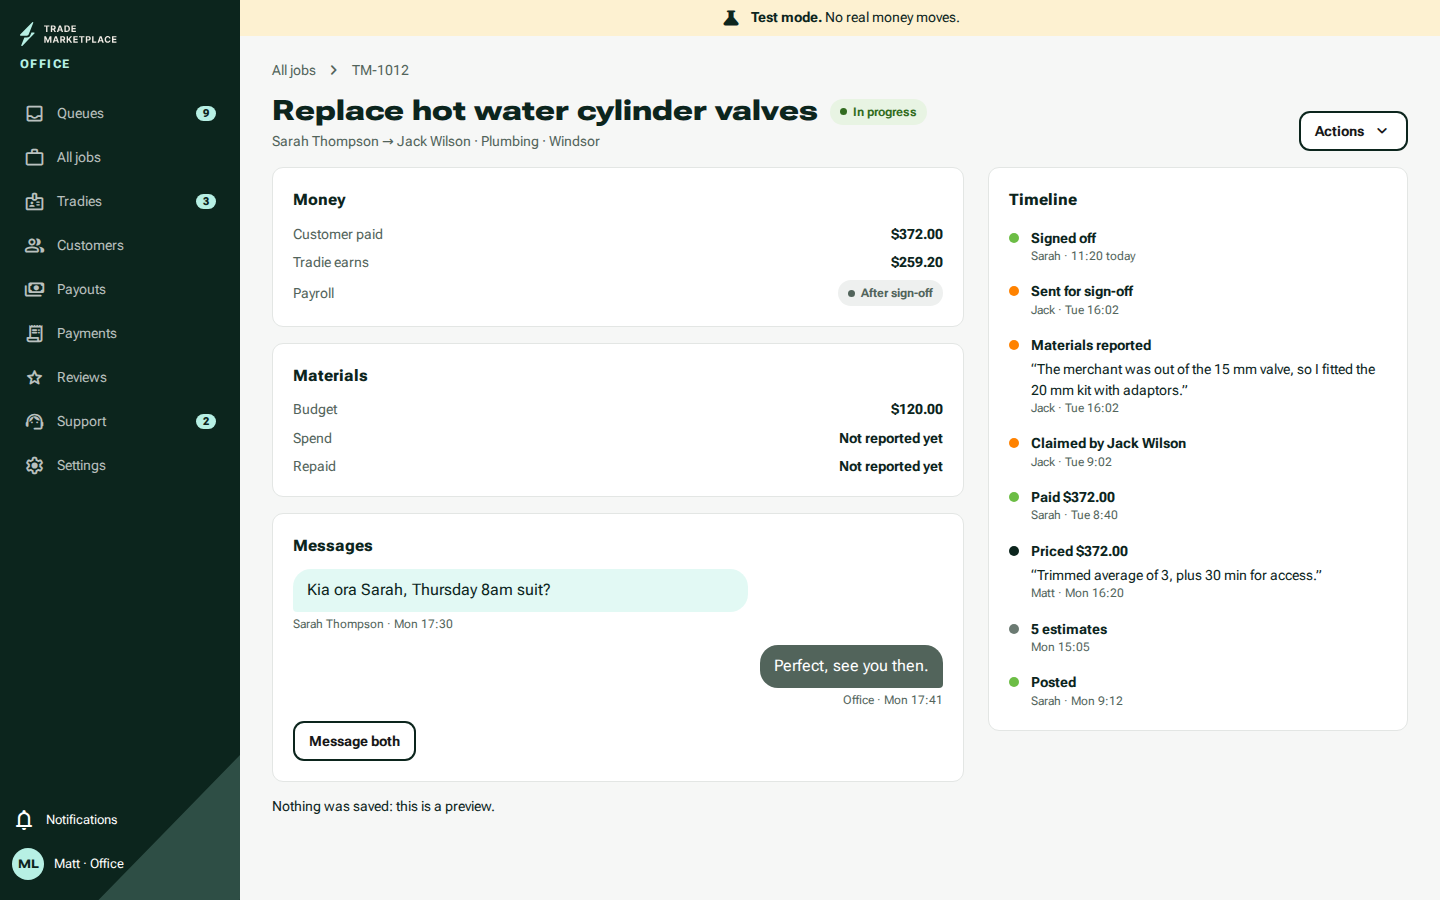 TRADE
MARKETPLACE
OFFICE
Queues 9
All jobs
Tradies 3
Customers
Payouts
Payments
Reviews
Support 2
Settings
Notifications
ML Matt · Office
Test mode. No real money moves.
All jobs > TM-1012
Replace hot water cylinder valves In progress
Sarah Thompson → Jack Wilson · Plumbing · Windsor
Actions
Money
Customer paid $372.00
Tradie earns $259.20
Payroll After sign-off
Materials
Budget $120.00
Spend Not reported yet
Repaid Not reported yet
Messages
Kia ora Sarah, Thursday 8am suit?
Sarah Thompson · Mon 17:30
Perfect, see you then.
Office · Mon 17:41
Message both
Nothing was saved: this is a preview.
Timeline
Signed off
Sarah · 11:20 today
Sent for sign-off
Jack · Tue 16:02
Materials reported
“The merchant was out of the 15 mm valve, so I fitted the
20 mm kit with adaptors.”
Jack · Tue 16:02
Claimed by Jack Wilson
Jack · Tue 9:02
Paid $372.00
Sarah · Tue 8:40
Priced $372.00
“Trimmed average of 3, plus 30 min for access.”
Matt · Mon 16:20
5 estimates
Mon 15:05
Posted
Sarah · Mon 9:12